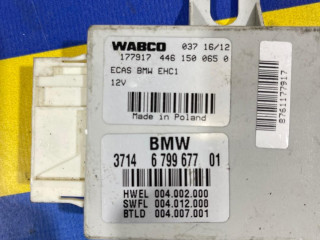 WABCO 037 16/12
177917 446 150 065 0
ECAS BMW EHC1
12V
Made in Poland
8761177917
BMW
3714 6 799 677 01
HWEL 004.002.000
SWFL 004.012.000
BTLD 004.007.001